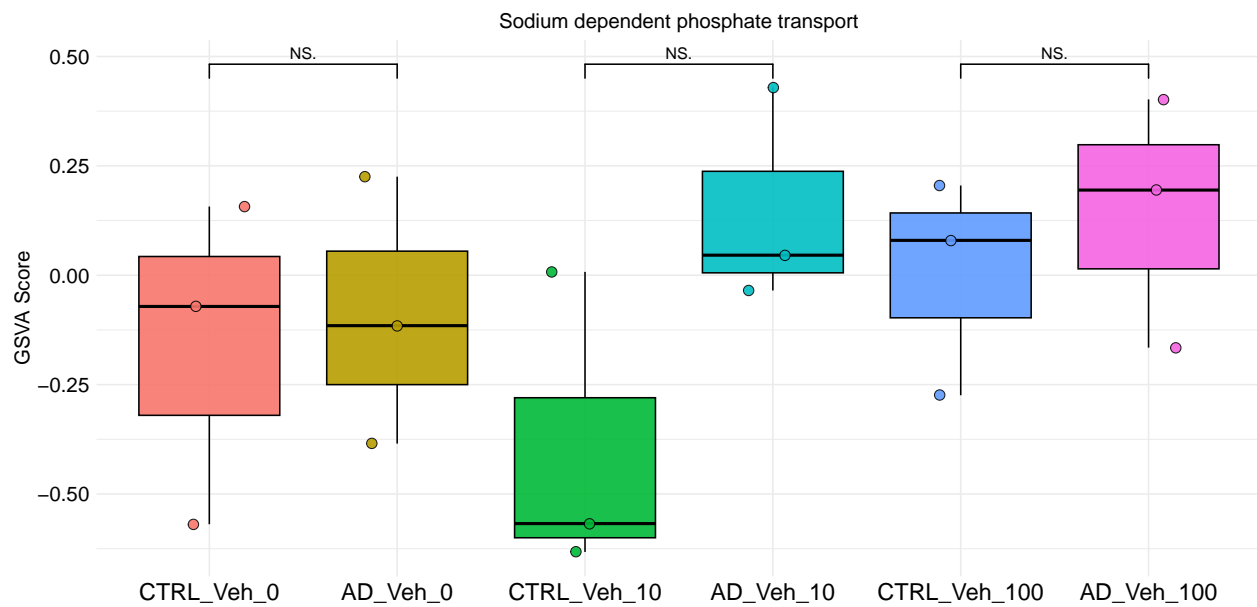 Sodium dependent phosphate transport
GSVA Score
0.50
0.25
0.00
−0.25
−0.50
NS.
NS.
NS.
CTRL_Veh_0
AD_Veh_0
CTRL_Veh_10
AD_Veh_10
CTRL_Veh_100
AD_Veh_100